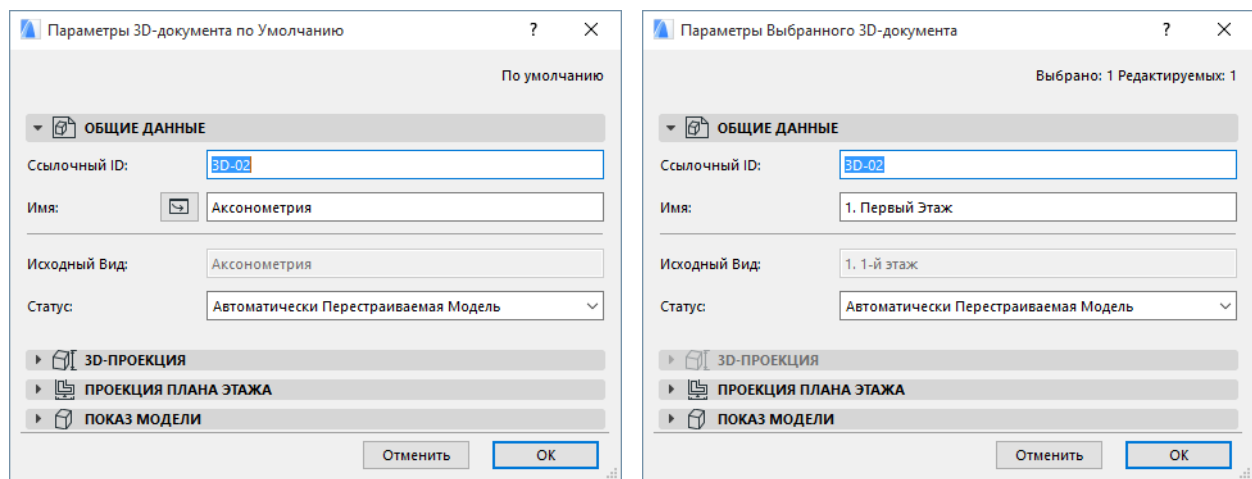 Параметры 3D-документа по Умолчанию
?
По умолчанию
ОБЩИЕ ДАННЫЕ
Ссылочный ID: 3D-02
Имя: Аксонометрия
Исходный Вид: Аксонометрия
Статус: Автоматически Перестраиваемая Модель
3D-ПРОЕКЦИЯ
ПРОЕКЦИЯ ПЛАНА ЭТАЖА
ПОКАЗ МОДЕЛИ
Отменить OK
Параметры Выбранного 3D-документа
?
Выбрано: 1 Редактируемых: 1
ОБЩИЕ ДАННЫЕ
Ссылочный ID: 3D-02
Имя: 1. Первый Этаж
Исходный Вид: 1. 1-й этаж
Статус: Автоматически Перестраиваемая Модель
3D-ПРОЕКЦИЯ
ПРОЕКЦИЯ ПЛАНА ЭТАЖА
ПОКАЗ МОДЕЛИ
Отменить OK